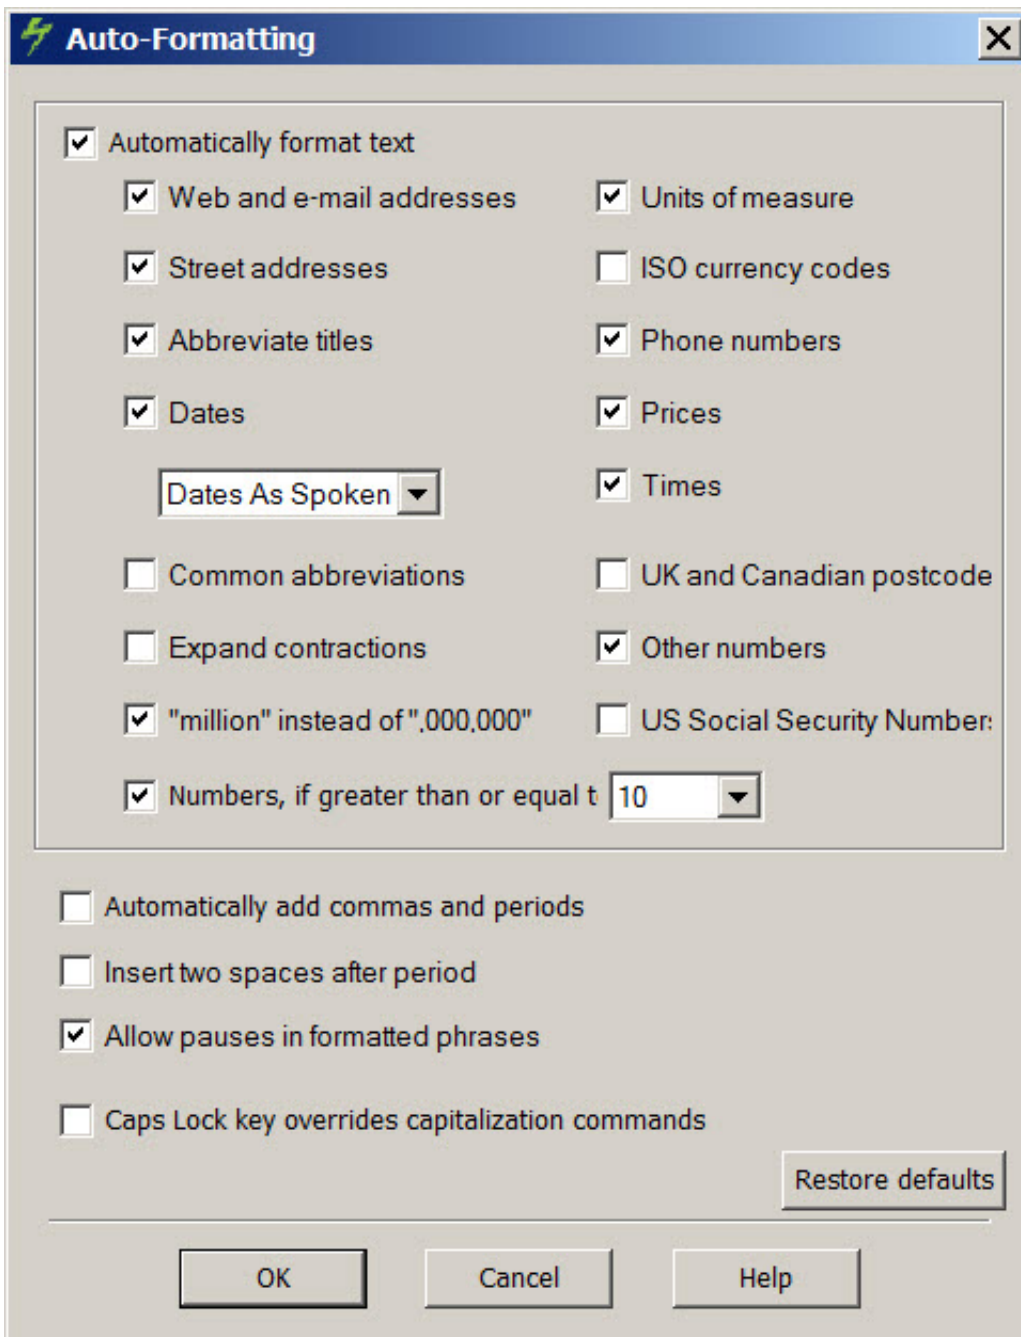 Auto-Formatting
Automatically format text
Web and e-mail addresses
Units of measure
Street addresses
ISO currency codes
Abbreviate titles
Phone numbers
Dates
Prices
Dates As Spoken
Times
Common abbreviations
UK and Canadian postcode
Expand contractions
Other numbers
"million" instead of ",000,000"
US Social Security Number
Numbers, if greater than or equal t 10
Automatically add commas and periods
Insert two spaces after period
Allow pauses in formatted phrases
Caps Lock key overrides capitalization commands
Restore defaults
OK
Cancel
Help